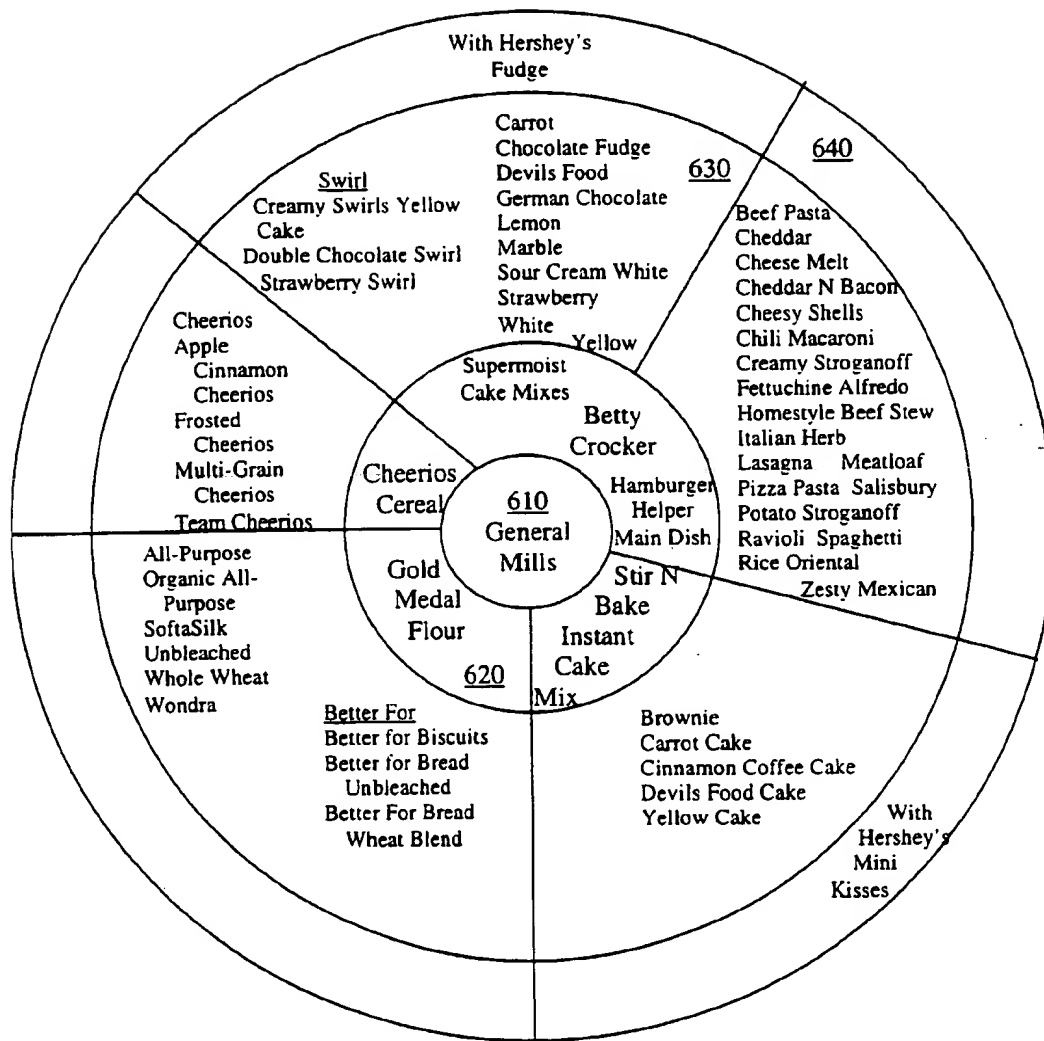 With Hershey's
Fudge
640
630
Carrot
Chocolate Fudge
Devils Food
German Chocolate
Lemon
Marble
Sour Cream White
Strawberry
White
Yellow
Swirl
Creamy Swirls Yellow
Cake
Double Chocolate Swirl
Strawberry Swirl
Beef Pasta
Cheddar
Cheese Melt
Cheddar N Bacon
Cheesy Shells
Chili Macaroni
Creamy Stroganoff
Fettuchine Alfredo
Homestyle Beef Stew
Italian Herb
Lasagna Meatloaf
Pizza Pasta Salisbury
Potato Stroganoff
Ravioli Spaghetti
Rice Oriental
Zesty Mexican
Cheerios
Apple
Cinnamon
Cheerios
Frosted
Cheerios
Multi-Grain
Cheerios
Team Cheerios
Supermoist
Cake Mixes
Betty
Crocker
Cheerios
Cereal
610
General
Mills
Hamburger
Helper
Main Dish
Gold
Medal
Flour
620
Stir N
Bake
Instant
Cake
Mix
All-Purpose
Organic All-
Purpose
SoftaSilk
Unbleached
Whole Wheat
Wondra
Better For
Better for Biscuits
Better for Bread
Unbleached
Better For Bread
Wheat Blend
Brownie
Carrot Cake
Cinnamon Coffee Cake
Devils Food Cake
Yellow Cake
With
Hershey's
Mini
Kisses